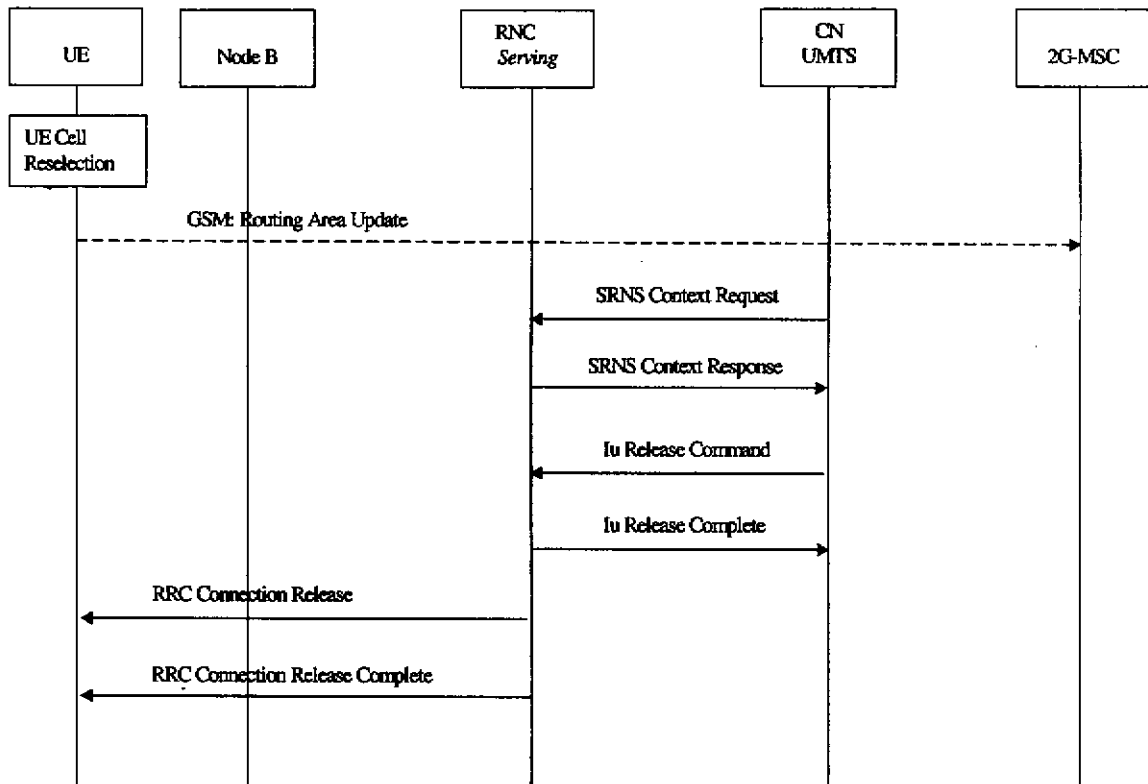 UE
Node B
RNC
Serving
CN
UMTS
2G-MSC
UE Cell
Reselection
GSM: Routing Area Update
SRNS Context Request
SRNS Context Response
Iu Release Command
Iu Release Complete
RRC Connection Release
RRC Connection Release Complete